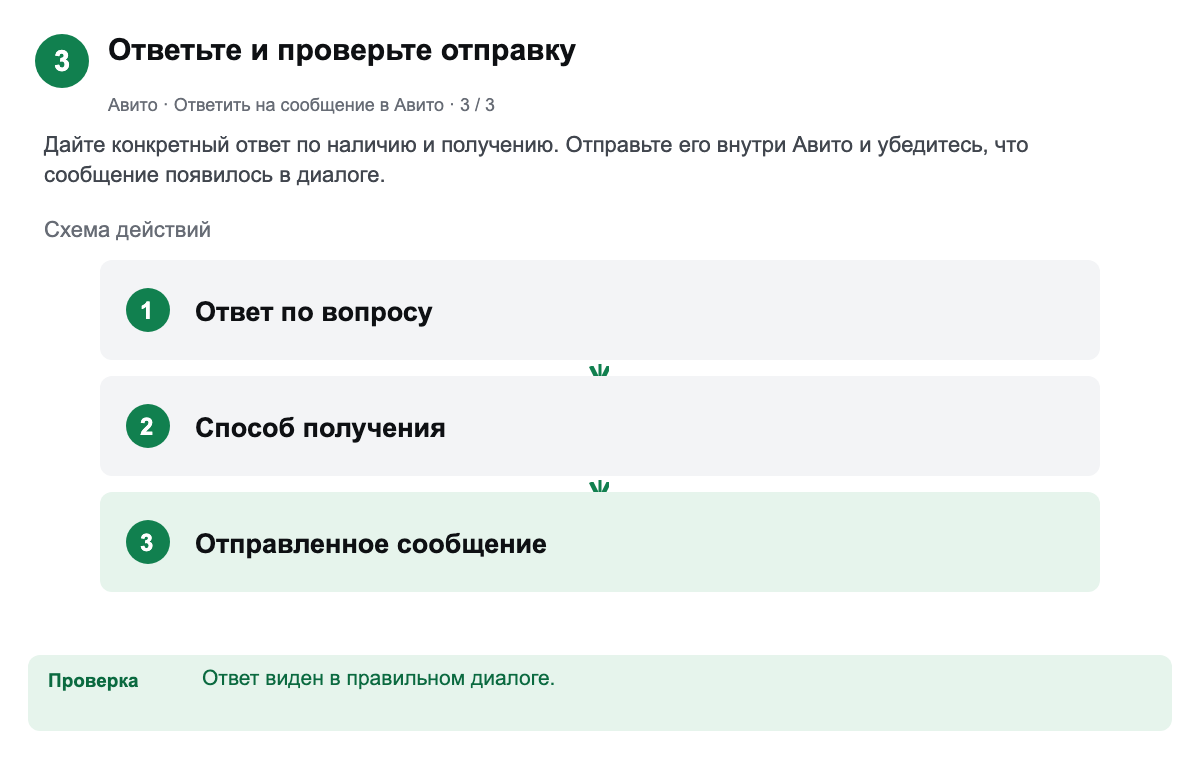 3
Ответьте и проверьте отправку
Авито · Ответить на сообщение в Авито · 3 / 3
Дайте конкретный ответ по наличию и получению. Отправьте его внутри Авито и убедитесь, что
сообщение появилось в диалоге.
Схема действий
1 Ответ по вопросу
2 Способ получения
3 Отправленное сообщение
Проверка Ответ виден в правильном диалоге.